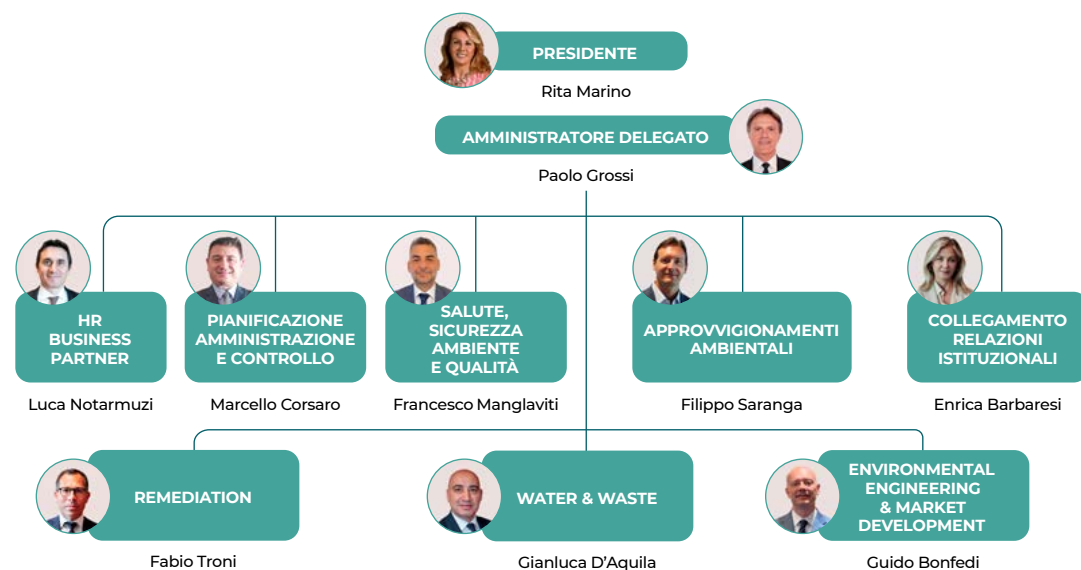 PRESIDENTE
Rita Marino
AMMINISTRATORE DELEGATO
Paolo Grossi
HR
BUSINESS
PARTNER
Luca Notarmuzi
PIANIFICAZIONE
AMMINISTRAZIONE
E CONTROLLO
Marcello Corsaro
SALUTE,
SICUREZZA
AMBIENTE
E QUALITÀ
Francesco Manglaviti
APPROVVIGIONAMENTI
AMBIENTALI
Filippo Saranga
COLLEGAMENTO
RELAZIONI
ISTITUZIONALI
Enrica Barbaresi
REMEDIATION
Fabio Troni
WATER & WASTE
Gianluca D’Aquila
ENVIRONMENTAL
ENGINEERING
& MARKET
DEVELOPMENT
Guido Bonfedi